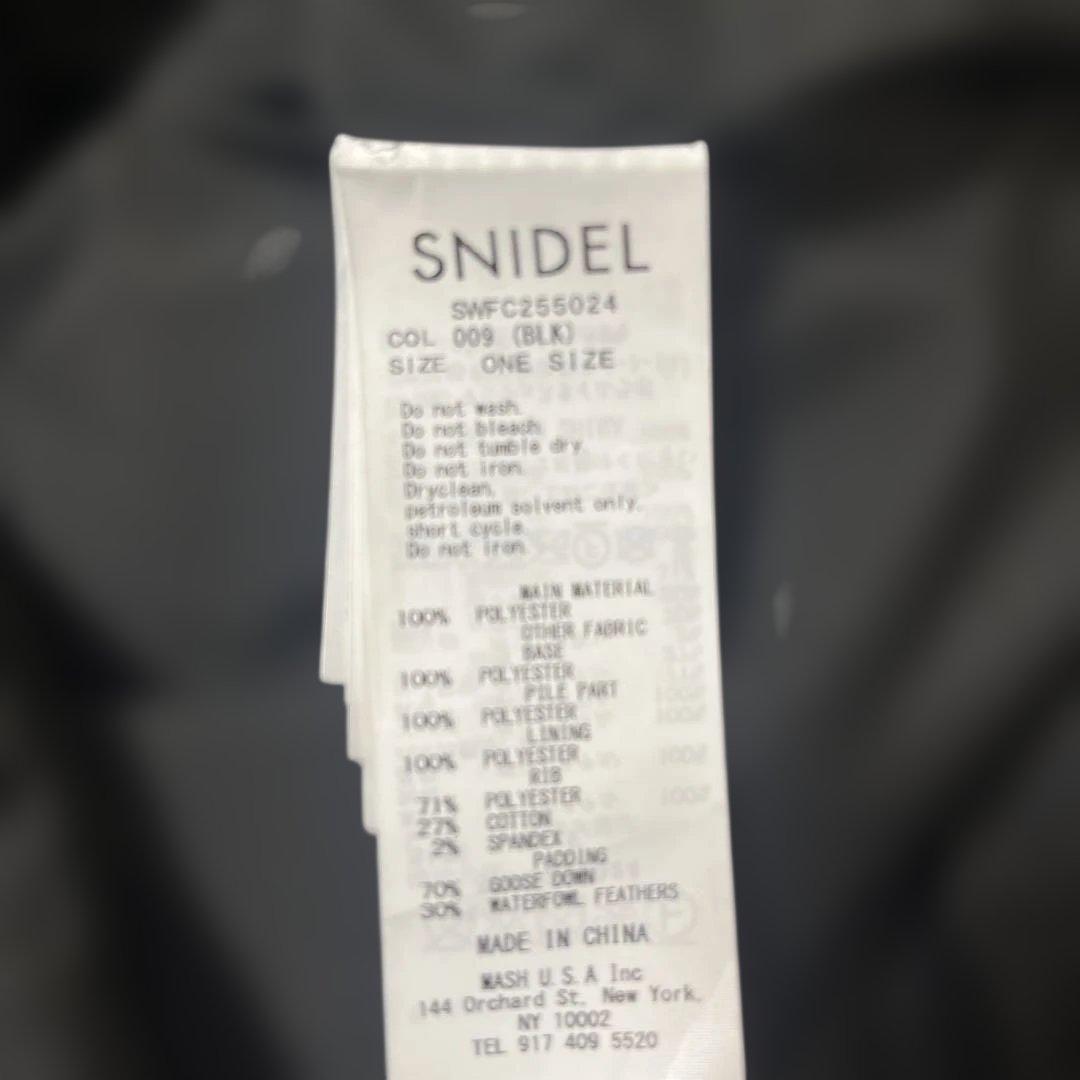 SNIDEL
SWFC255024
COL 009 (BLK)
SIZE ONE SIZE
Do not wash.
Do not bleach.
Do not tumble dry.
Do not iron.
Dryclean,
petroleum solvent only,
short cycle.
Do not iron.
MAIN MATERIAL
100% POLYESTER
OTHER FABRIC
BASE
100% POLYESTER
PILE PART
100% POLYESTER
LINING
100% POLYESTER
RIB
71% POLYESTER
27% COTTON
2% SPANDEX
PADDING
70% GOOSE DOWN
30% WATERFOWL FEATHERS
MADE IN CHINA
MASH U.S.A Inc
144 Orchard St. New York,
NY 10002
TEL 917 409 5520